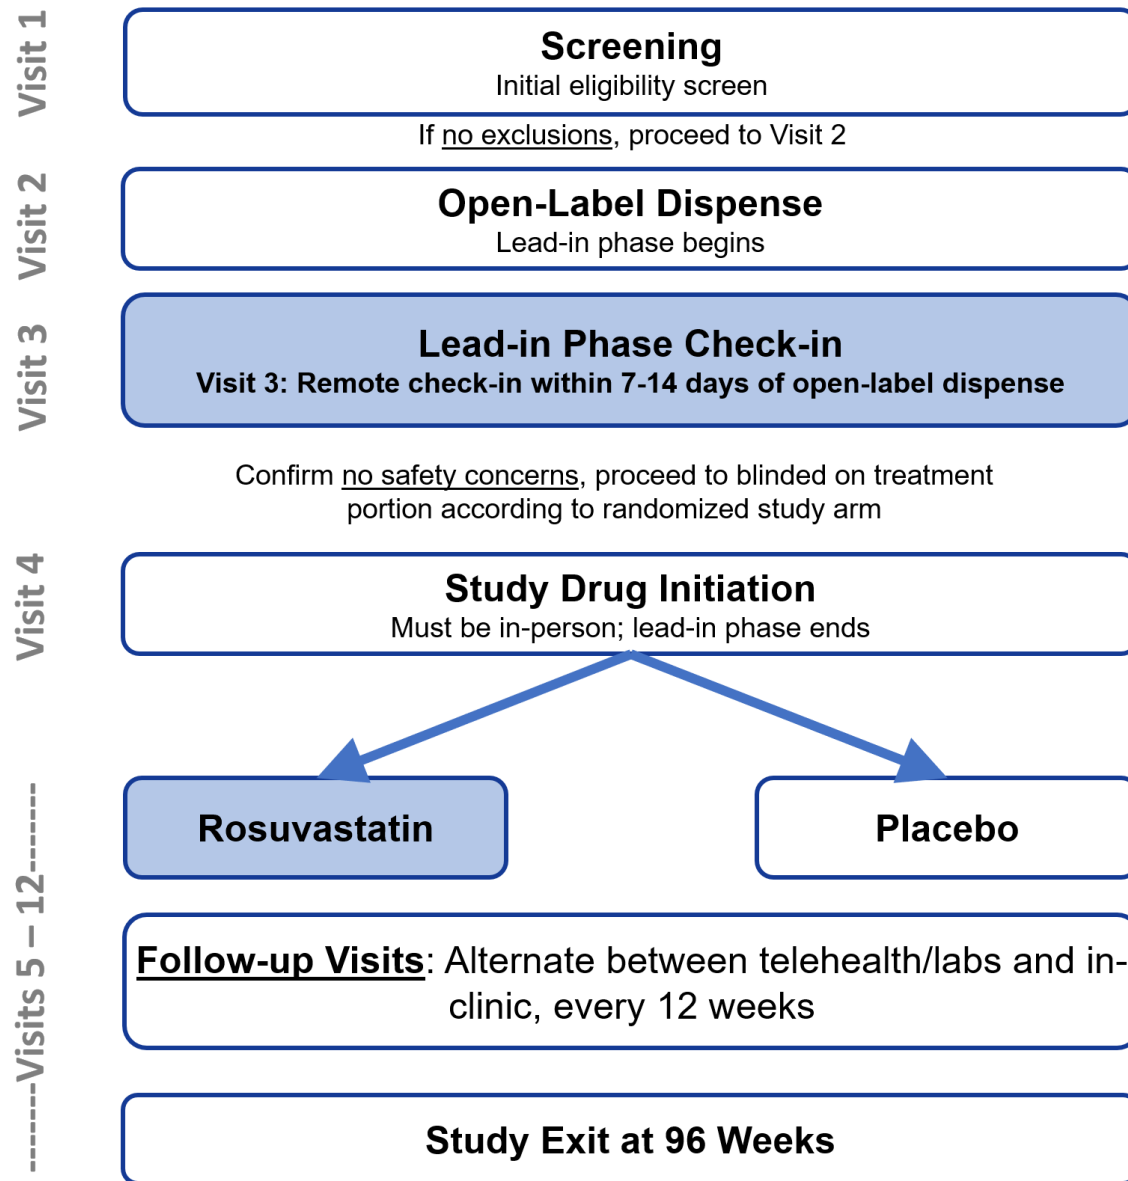 Visit 1
Screening
Initial eligibility screen
If no exclusions, proceed to Visit 2
Visit 2
Open-Label Dispense
Lead-in phase begins
Visit 3
Lead-in Phase Check-in
Visit 3: Remote check-in within 7-14 days of open-label dispense
Confirm no safety concerns, proceed to blinded on treatment
portion according to randomized study arm
Visit 4
Study Drug Initiation
Must be in-person; lead-in phase ends
-------Visits 5 – 12-------
Rosuvastatin
Placebo
Follow-up Visits: Alternate between telehealth/labs and in-
clinic, every 12 weeks
Study Exit at 96 Weeks